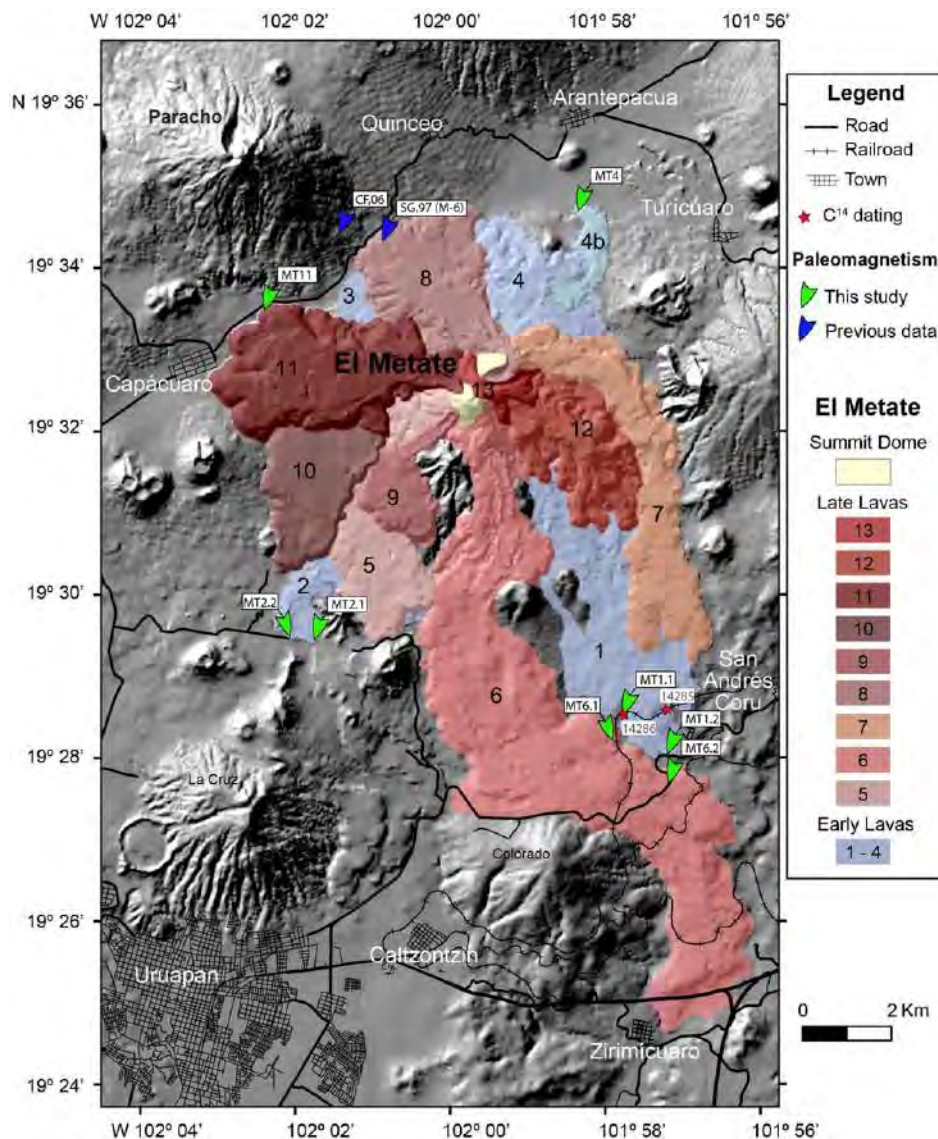 W 102° 04'
102° 02'
102° 00'
101° 58'
101° 56'
N 19° 36'
19° 34'
19° 32'
19° 30'
19° 28'
19° 26'
19° 24'
W 102° 04'
102° 02'
102° 00'
101° 58'
101° 56'
Arantepacua
Paracho
Quinceo
MT4
CF,06
SG,97 (M-6)
Turícuaro
4b
MT11
3
8
4
El Metate
11
Capácuaro
13
12
10
9
7
5
2
MT2.2
MT2.1
1
San
Andrés
Coru
MT1.1
14285
6
MT6.1
14286
MT1.2
MT6.2
La Cruz
Colorado
Caltzontzin
Uruapan
Zirimícuaro
Legend
Road
Railroad
Town
C14 dating
Paleomagnetism
This study
Previous data
El Metate
Summit Dome
Late Lavas
13
12
11
10
9
8
7
6
5
Early Lavas
1 - 4
0 2 Km